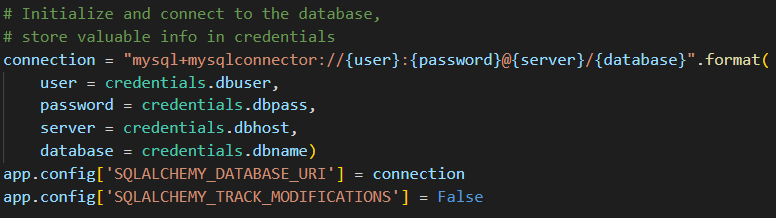 # Initialize and connect to the database,
# store valuable info in credentials
connection = "mysql+mysqlconnector://{user}:{password}@{server}/{database}".format(
    user = credentials.dbuser,
    password = credentials.dbpass,
    server = credentials.dbhost,
    database = credentials.dbname)
app.config['SQLALCHEMY_DATABASE_URI'] = connection
app.config['SQLALCHEMY_TRACK_MODIFICATIONS'] = False